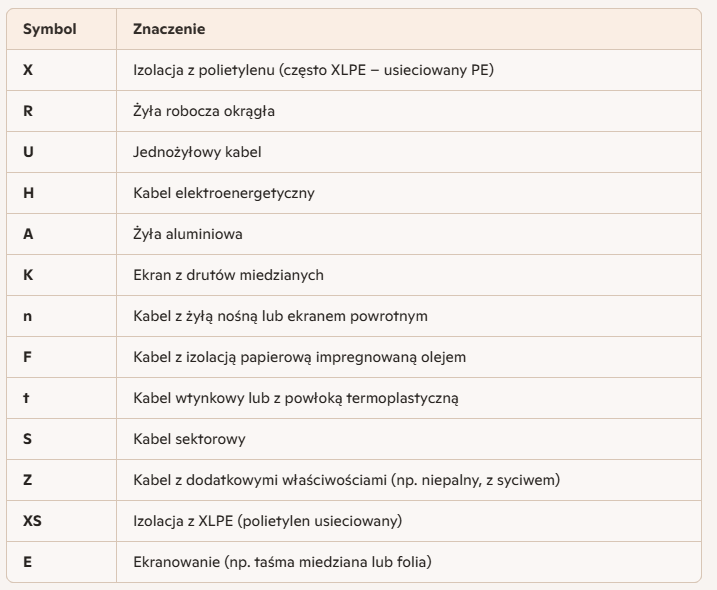 Symbol Znaczenie
X Izolacja z polietylenu (często XLPE – usieciowany PE)
R Żyła robocza okrągła
U Jednożyłowy kabel
H Kabel elektroenergetyczny
A Żyła aluminiowa
K Ekran z drutów miedzianych
n Kabel z żyłą nośną lub ekranem powrotnym
F Kabel z izolacją papierową impregnowaną olejem
t Kabel wtynkowy lub z powłoką termoplastyczną
S Kabel sektorowy
Z Kabel z dodatkowymi właściwościami (np. niepalny, z syciwem)
XS Izolacja z XLPE (polietylen usieciowany)
E Ekranowanie (np. taśma miedziana lub folia)